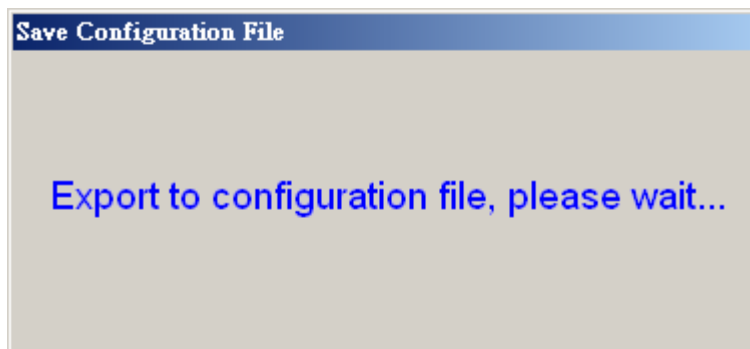 Save Configuration File
Export to configuration file, please wait...